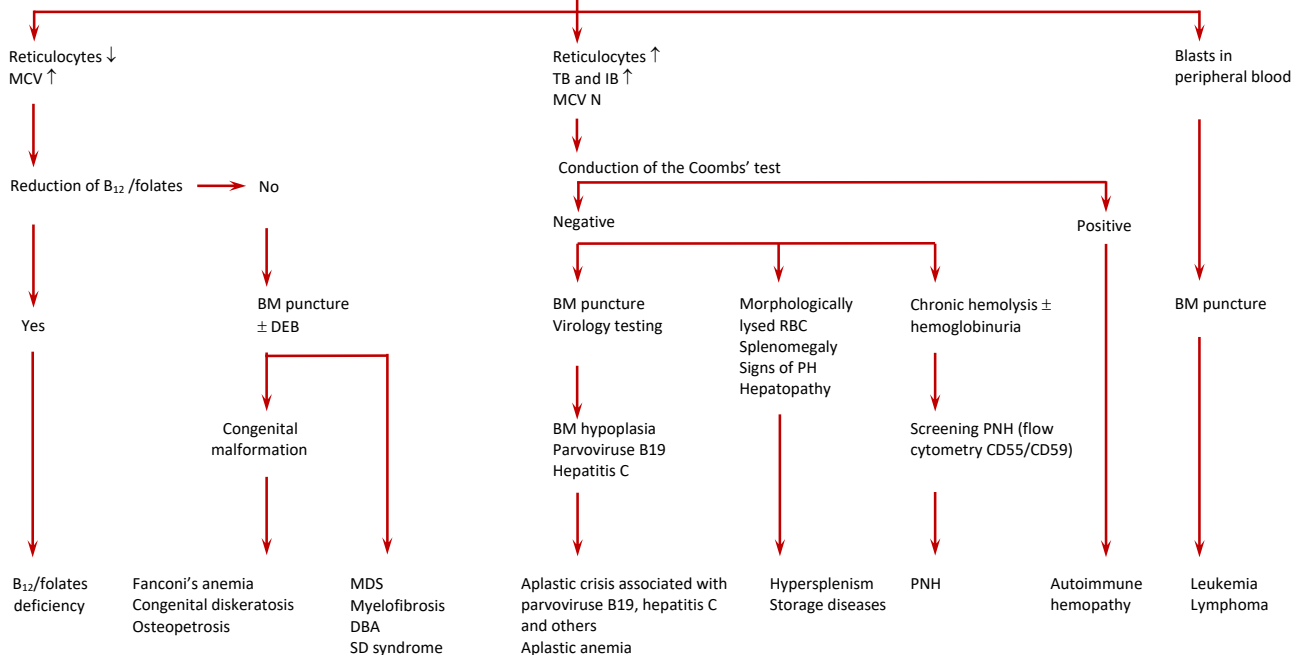 Reticulocytes ↓
MCV ↑
Reticulocytes ↑
TB and IB ↑
MCV N
Blasts in
peripheral blood
Reduction of B12 /folates
No
Conduction of the Coombs’ test
Negative
Positive
Yes
BM puncture
± DEB
BM puncture
Virology testing
Morphologically
lysed RBC
Splenomegaly
Signs of PH
Hepatopathy
Chronic hemolysis ±
hemoglobinuria
BM puncture
Congenital
malformation
BM hypoplasia
Parvoviruse B19
Hepatitis C
Screening PNH (flow
cytometry CD55/CD59)
B12/folates
deficiency
Fanconi’s anemia
Congenital diskeratosis
Osteopetrosis
MDS
Myelofibrosis
DBA
SD syndrome
Aplastic crisis associated with
parvoviruse B19, hepatitis C
and others
Aplastic anemia
Hypersplenism
Storage diseases
PNH
Autoimmune
hemopathy
Leukemia
Lymphoma